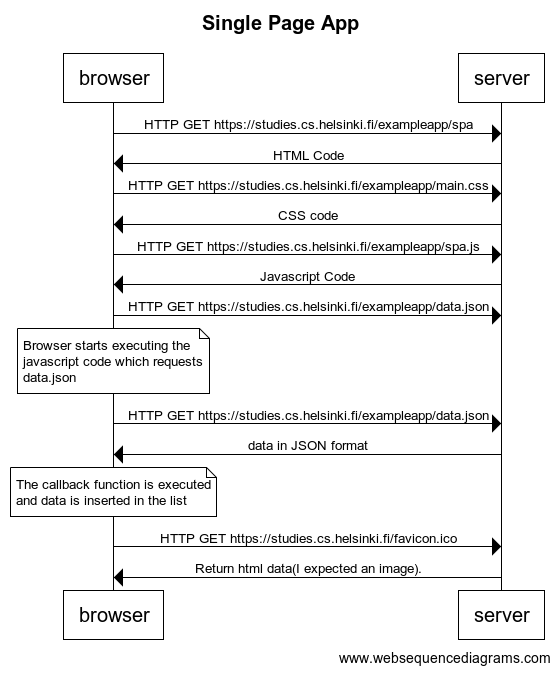 Single Page App
browser
server
HTTP GET https://studies.cs.helsinki.fi/exampleapp/spa
HTML Code
HTTP GET https://studies.cs.helsinki.fi/exampleapp/main.css
CSS code
HTTP GET https://studies.cs.helsinki.fi/exampleapp/spa.js
Javascript Code
HTTP GET https://studies.cs.helsinki.fi/exampleapp/data.json
Browser starts executing the
javascript code which requests
data.json
HTTP GET https://studies.cs.helsinki.fi/exampleapp/data.json
data in JSON format
The callback function is executed
and data is inserted in the list
HTTP GET https://studies.cs.helsinki.fi/favicon.ico
Return html data(I expected an image).
browser
server
www.websequencediagrams.com